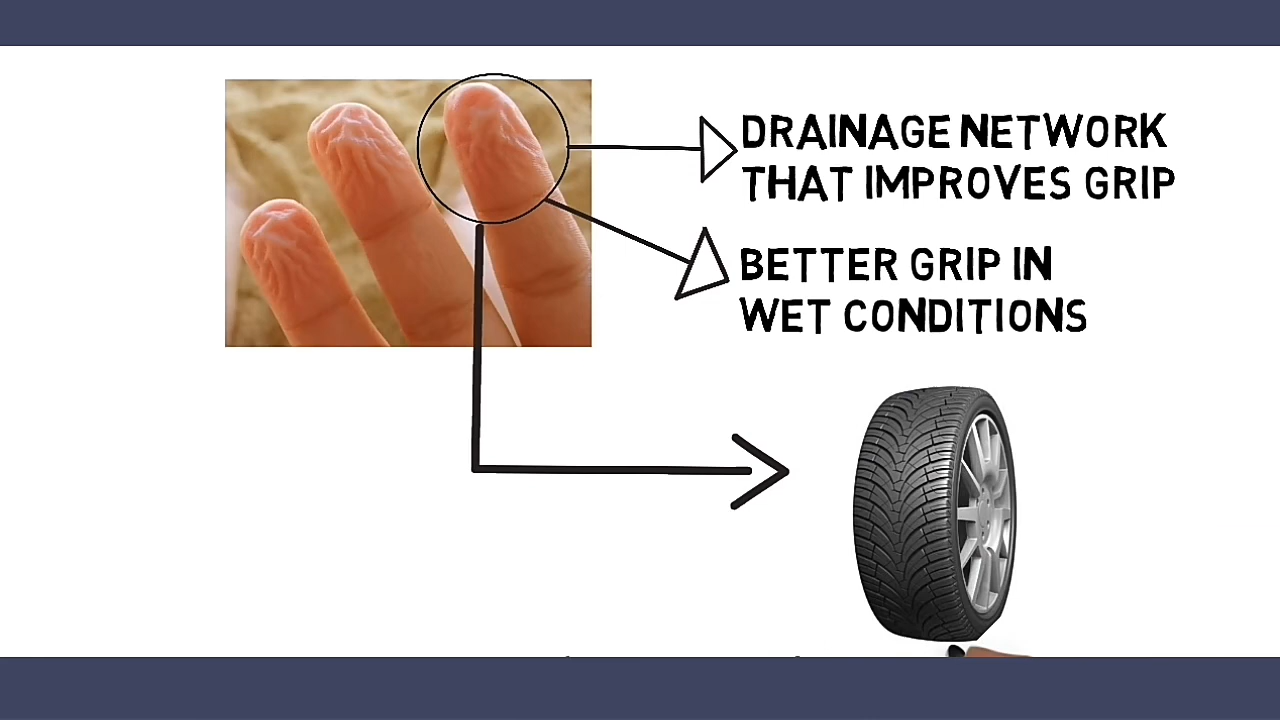 DRAINAGE NETWORK
THAT IMPROVES GRIP
BETTER GRIP IN
WET CONDITIONS